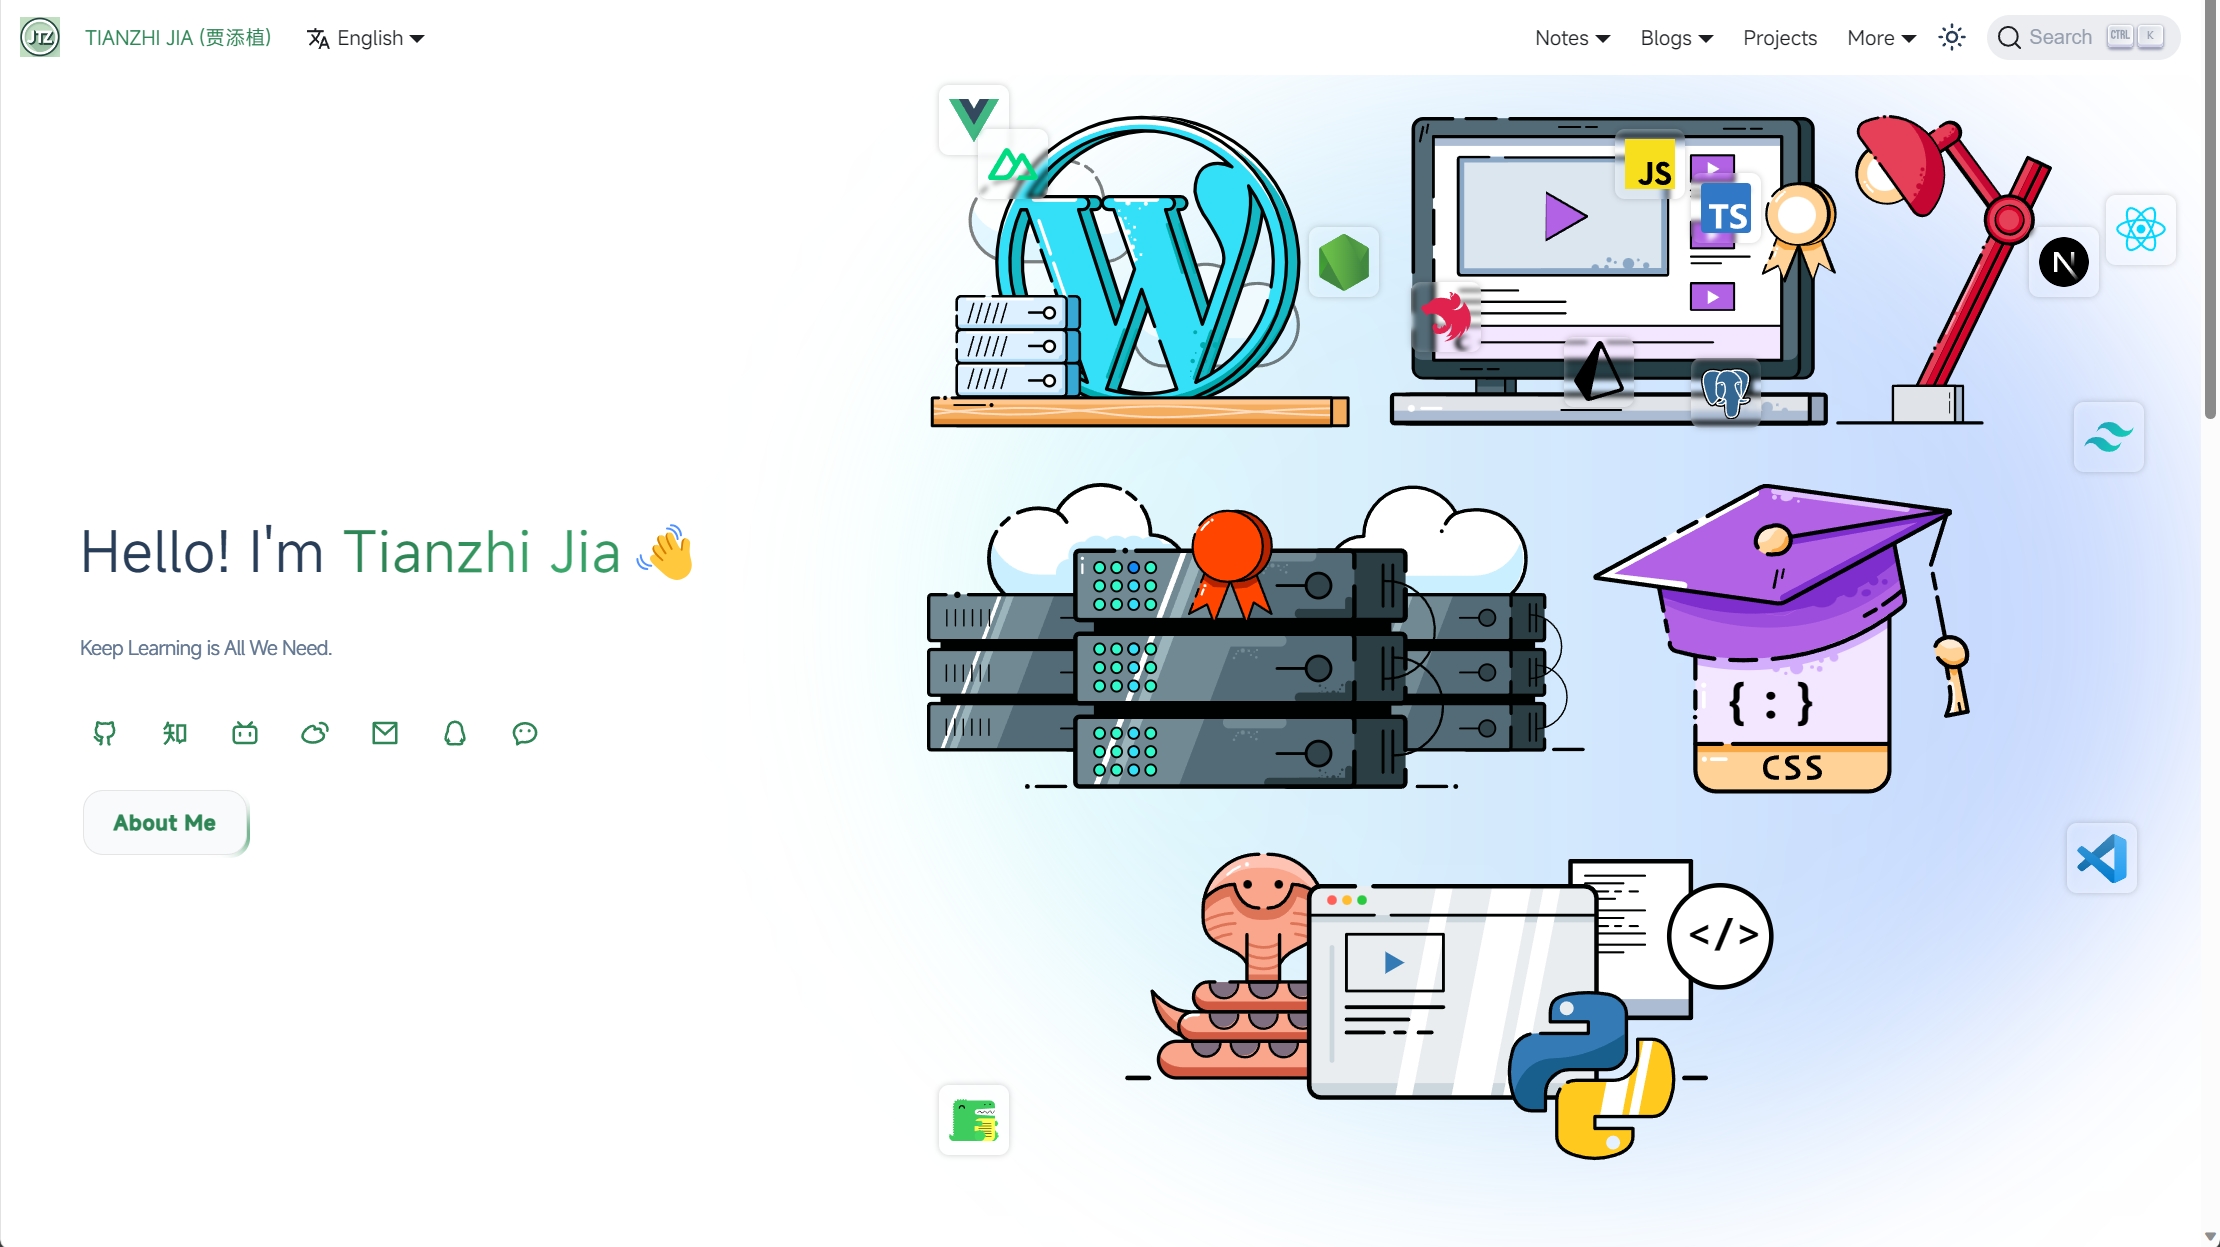 JTZ TIANZHI JIA (贾添植) English Notes Blogs Projects More Search CTRL K
JS
TS
N
W
Hello! I'm Tianzhi Jia 👋
Keep Learning is All We Need.
知
About Me
{ : }
CSS
</>